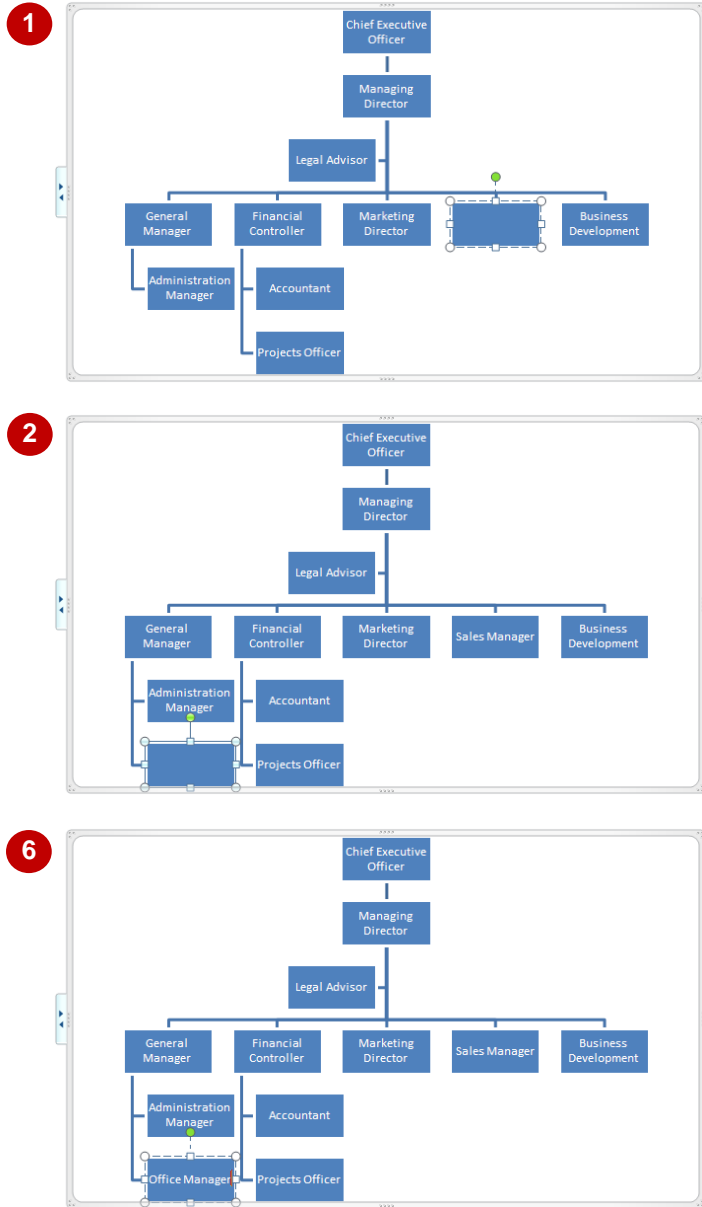 1
Chief Executive
Officer
Managing
Director
Legal Advisor
General
Manager
Financial
Controller
Marketing
Director
Business
Development
Administration
Manager
Accountant
Projects Officer
2
Chief Executive
Officer
Managing
Director
Legal Advisor
General
Manager
Financial
Controller
Marketing
Director
Sales Manager
Business
Development
Administration
Manager
Accountant
Projects Officer
6
Chief Executive
Officer
Managing
Director
Legal Advisor
General
Manager
Financial
Controller
Marketing
Director
Sales Manager
Business
Development
Administration
Manager
Accountant
Office Manager
Projects Officer